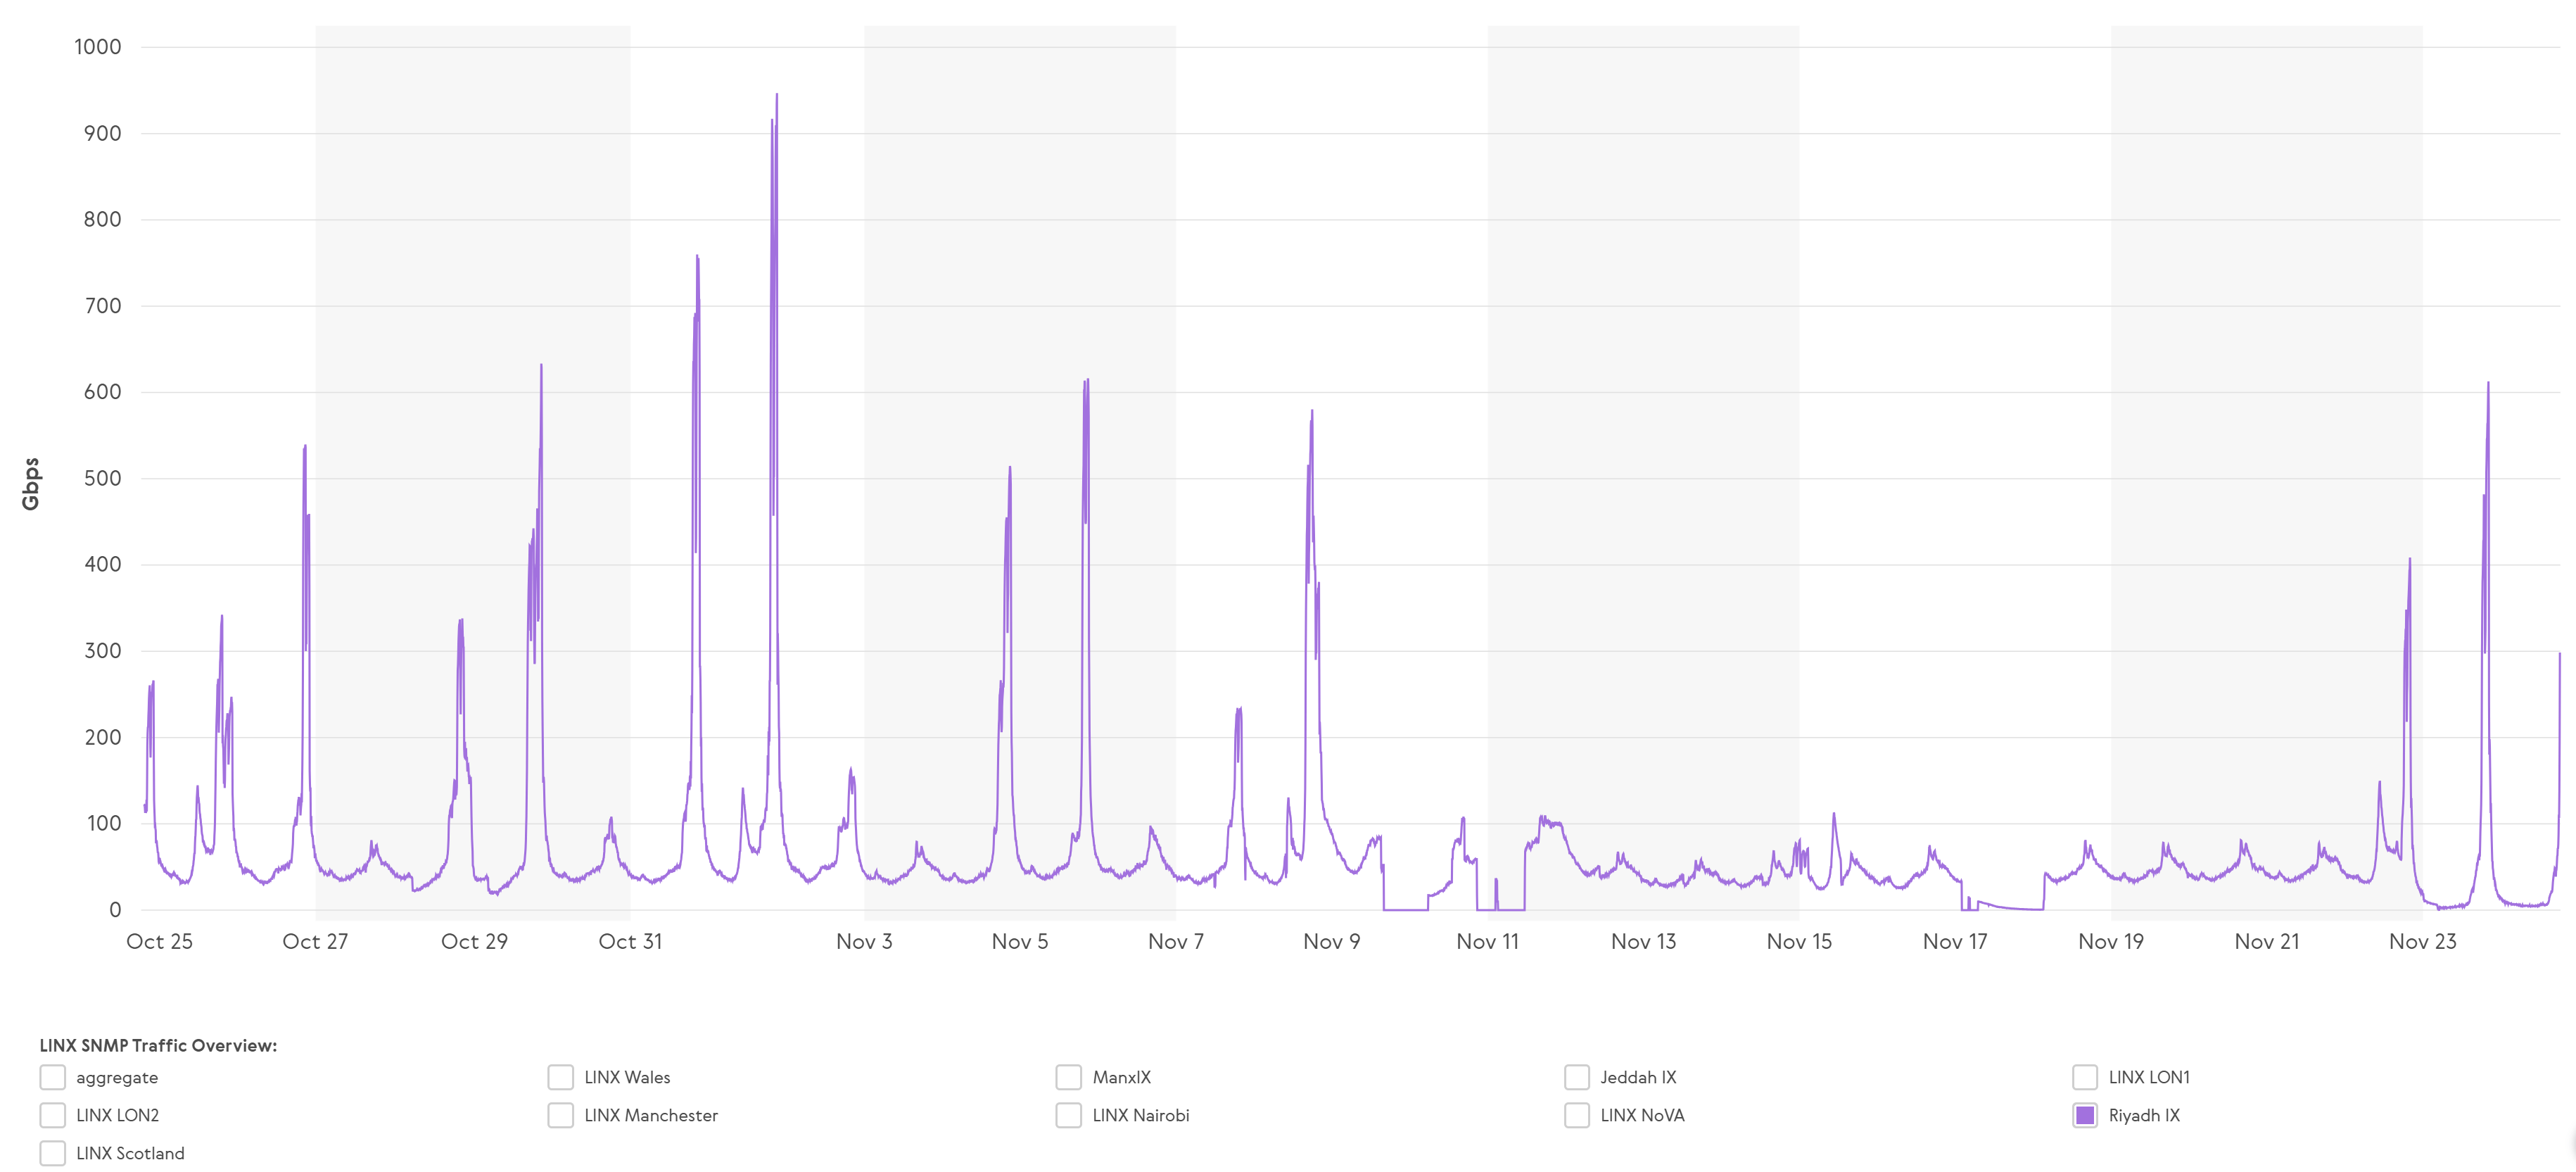 1000
900
800
700
600
500
400
300
200
100
0
Gbps
Oct 25 Oct 27 Oct 29 Oct 31 Nov 3 Nov 5 Nov 7 Nov 9 Nov 11 Nov 13 Nov 15 Nov 17 Nov 19 Nov 21 Nov 23
LINX SNMP Traffic Overview:
aggregate LINX Wales ManxIX Jeddah IX LINX LON1
LINX LON2 LINX Manchester LINX Nairobi LINX NoVA Riyadh IX
LINX Scotland